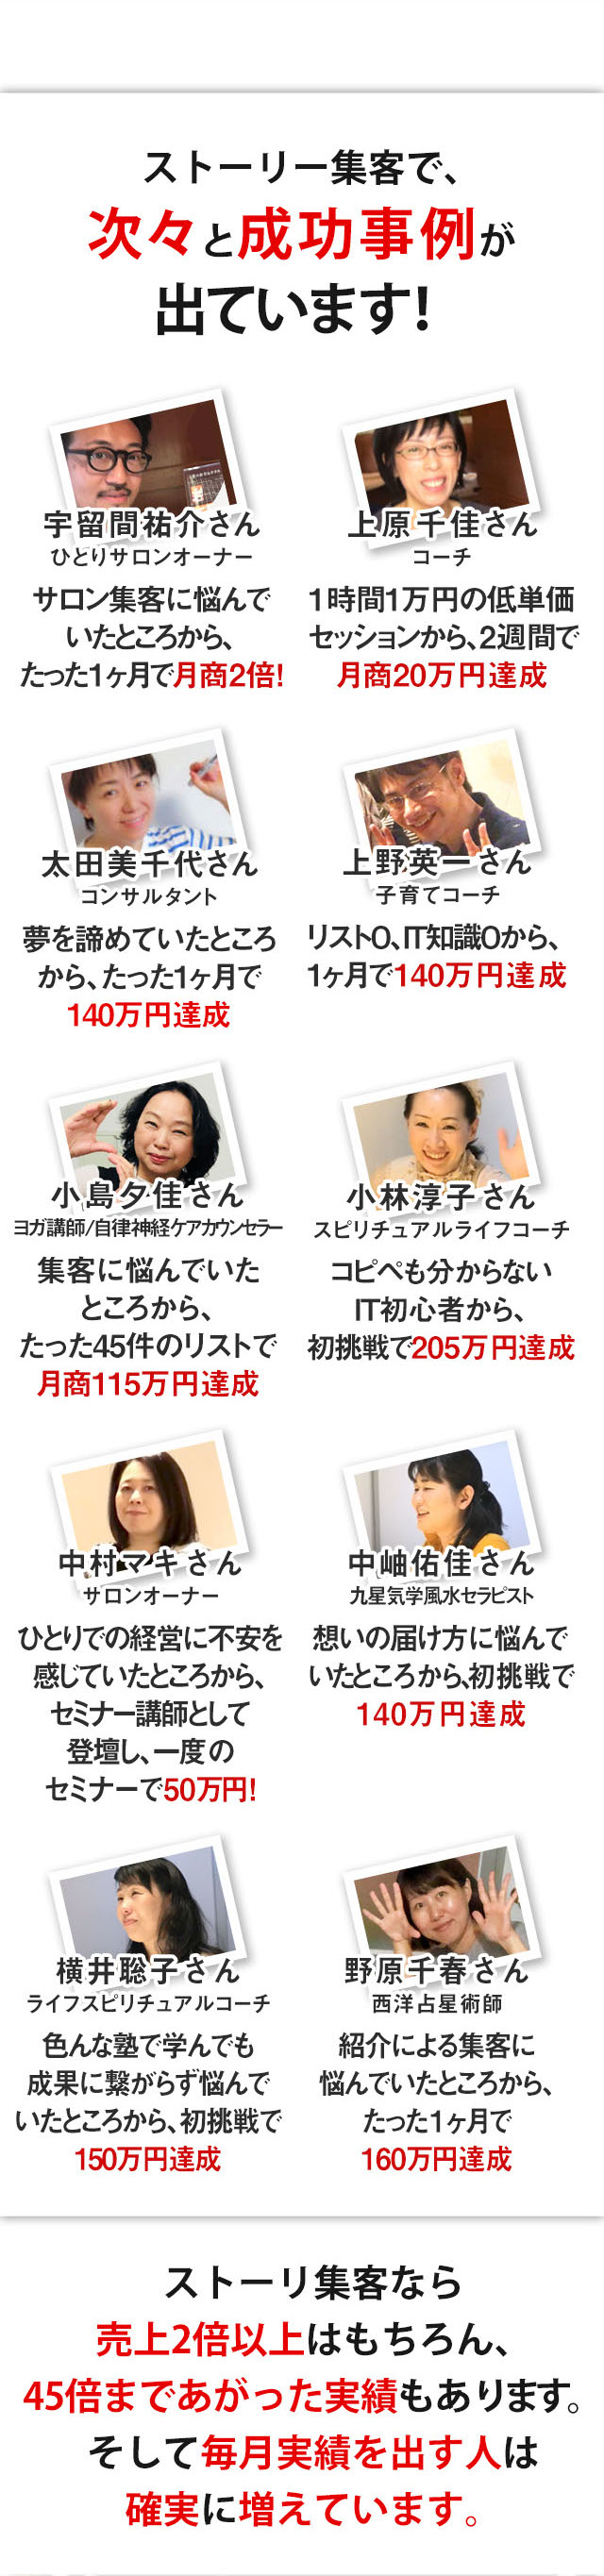 ストーリー集客で、
次々と成功事例が
出ています!
宇留間祐介さん
ひとりサロンオーナー
サロン集客に悩んで
いたところから、
たった1ヶ月で月商2倍!
上原千佳さん
コーチ
1時間1万円の低単価
セッションから、2週間で
月商20万円達成
太田美千代さん
コンサルタント
夢を諦めていたところ
から、たった1ヶ月で
140万円達成
上野英一さん
子育てコーチ
リスト0、IT知識0から、
1ヶ月で140万円達成
小島夕佳さん
ヨガ講師/自律神経ケアカウンセラー
集客に悩んでいた
ところから、
たった45件のリストで
月商115万円達成
小林淳子さん
スピリチュアルライフコーチ
コピペも分からない
IT初心者から、
初挑戦で205万円達成
中村マキさん
サロンオーナー
ひとりでの経営に不安を
感じていたところから、
セミナー講師として
登壇し、一度の
セミナーで50万円!
中岫佑佳さん
九星気学風水セラピスト
想いの届け方に悩んで
いたところから、初挑戦で
140万円達成
横井聡子さん
ライフスピリチュアルコーチ
色んな塾で学んでも
成果に繋がらず悩んで
いたところから、初挑戦で
150万円達成
野原千春さん
西洋占星術師
紹介による集客に
悩んでいたところから、
たった1ヶ月で
160万円達成
ストーリ集客なら
売上2倍以上はもちろん、
45倍まであがった実績もあります。
そして毎月実績を出す人は
確実に増えています。